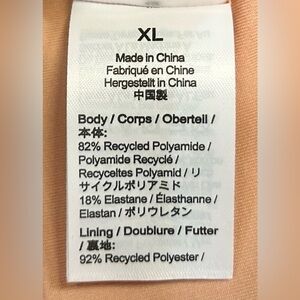 XL
Made in China
Fabriqué en Chine
Hergestellt in China
中国製
Body / Corps / Oberteil /
本体:
82% Recycled Polyamide /
Polyamide Recyclé /
Recyceltes Polyamid / リ
サイクルポリアミド
18% Elastane / Élasthanne /
Elastan / ポリウレタン
Lining / Doublure / Futter
/ 裏地:
92% Recycled Polyester /